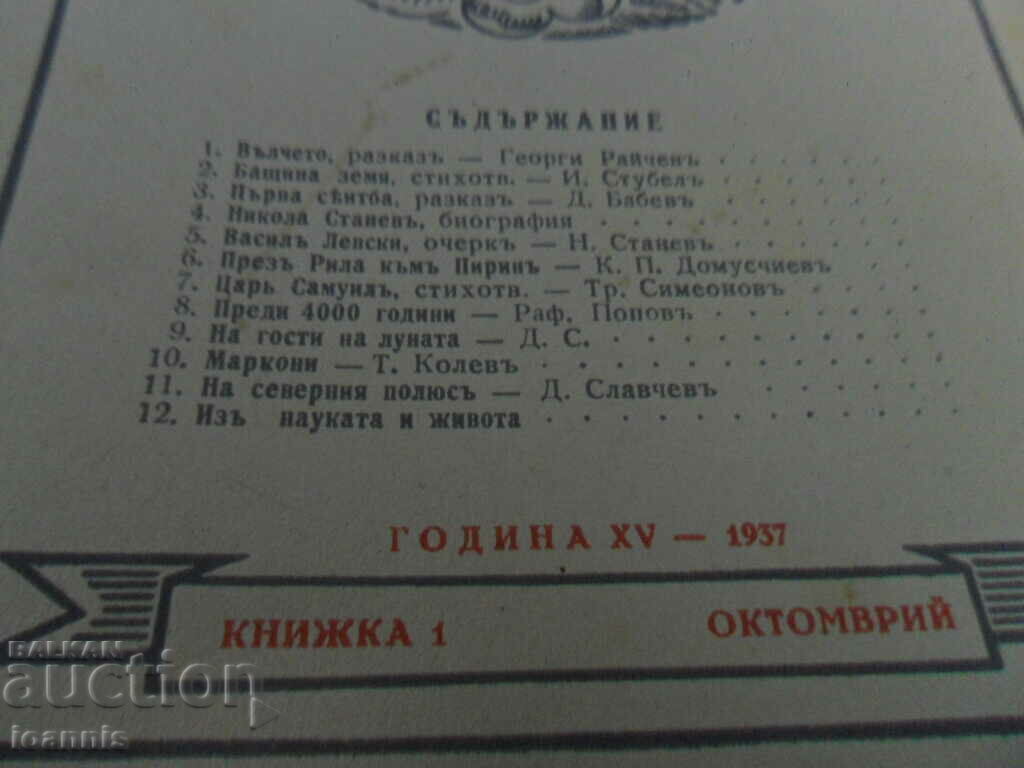 СЪДЪРЖАНИЕ
1. Вълчето, разказъ — Георги Райчевъ
2. Бащина земя, стихотв. — И. Стубелъ
3. Първа сѣитба, разказъ — Д. Бабевъ
4. Никола Станевъ, биография
5. Василъ Левски, очеркъ — Н. Станевъ
6. Презъ Рила къмъ Пиринъ — К. П. Домусчиевъ
7. Царь Самуилъ, стихотв. — Тр. Симеоновъ
8. Преди 4000 години — Раф. Поповъ
9. На гости на луната — Д. С.
10. Маркони — Т. Колевъ
11. На северния полюсъ — Д. Славчевъ
12. Изъ науката и живота
ГОДИНА XV — 1937
КНИЖКА 1 ОКТОМВРИЙ
BALKAN
auction
ioannis